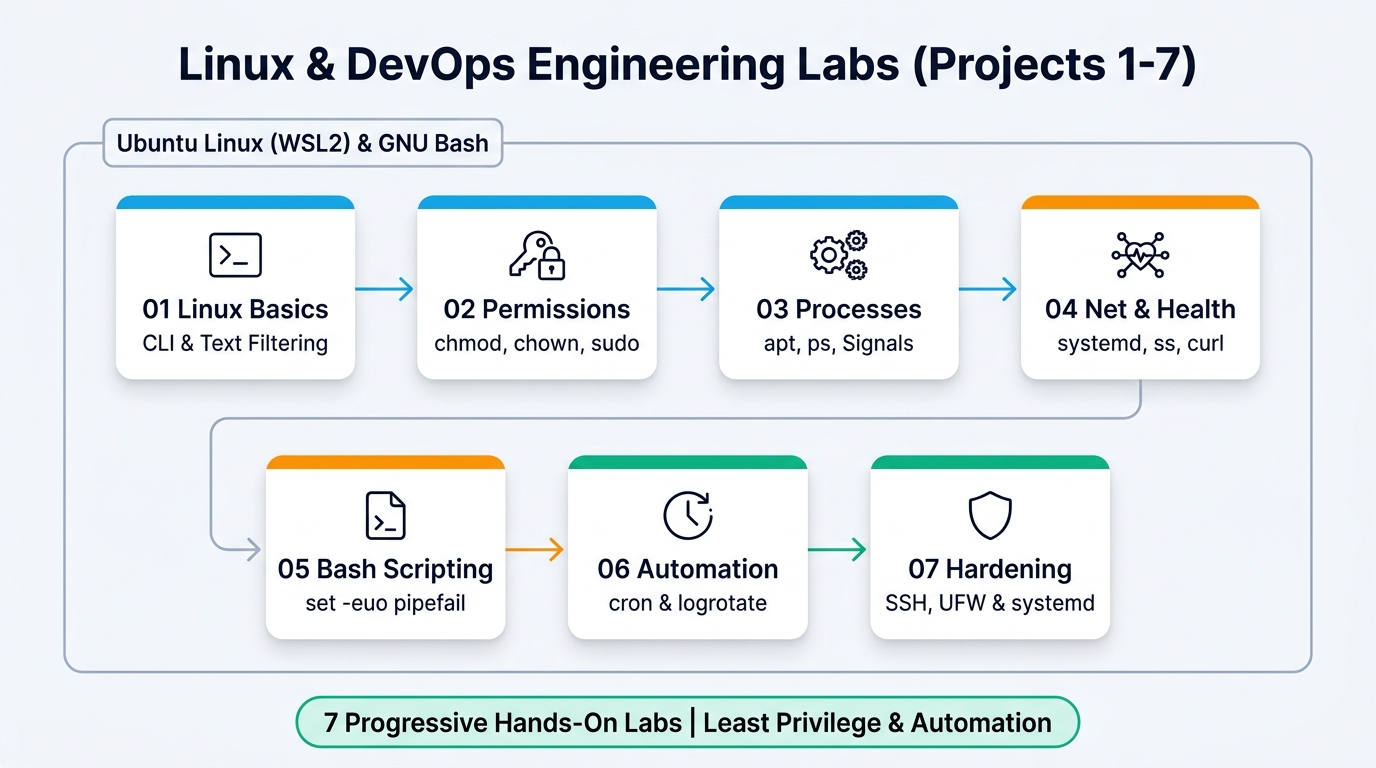 Linux & DevOps Engineering Labs (Projects 1-7)
Ubuntu Linux (WSL2) & GNU Bash
01 Linux Basics
CLI & Text Filtering
02 Permissions
chmod, chown, sudo
03 Processes
apt, ps, Signals
04 Net & Health
systemd, ss, curl
05 Bash Scripting
set -euo pipefail
06 Automation
cron & logrotate
07 Hardening
SSH, UFW & systemd
7 Progressive Hands-On Labs | Least Privilege & Automation